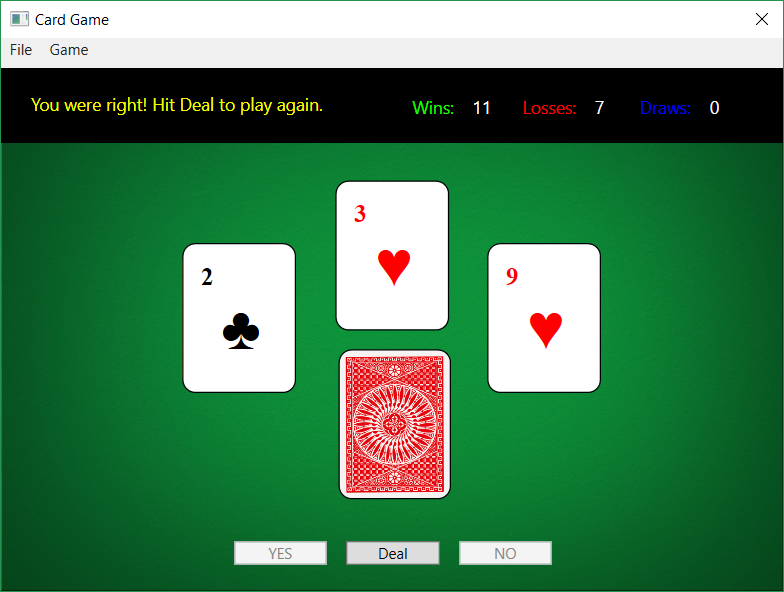 Card Game
File Game
You were right! Hit Deal to play again. Wins: 11 Losses: 7 Draws: 0
3
2
9
YES Deal NO